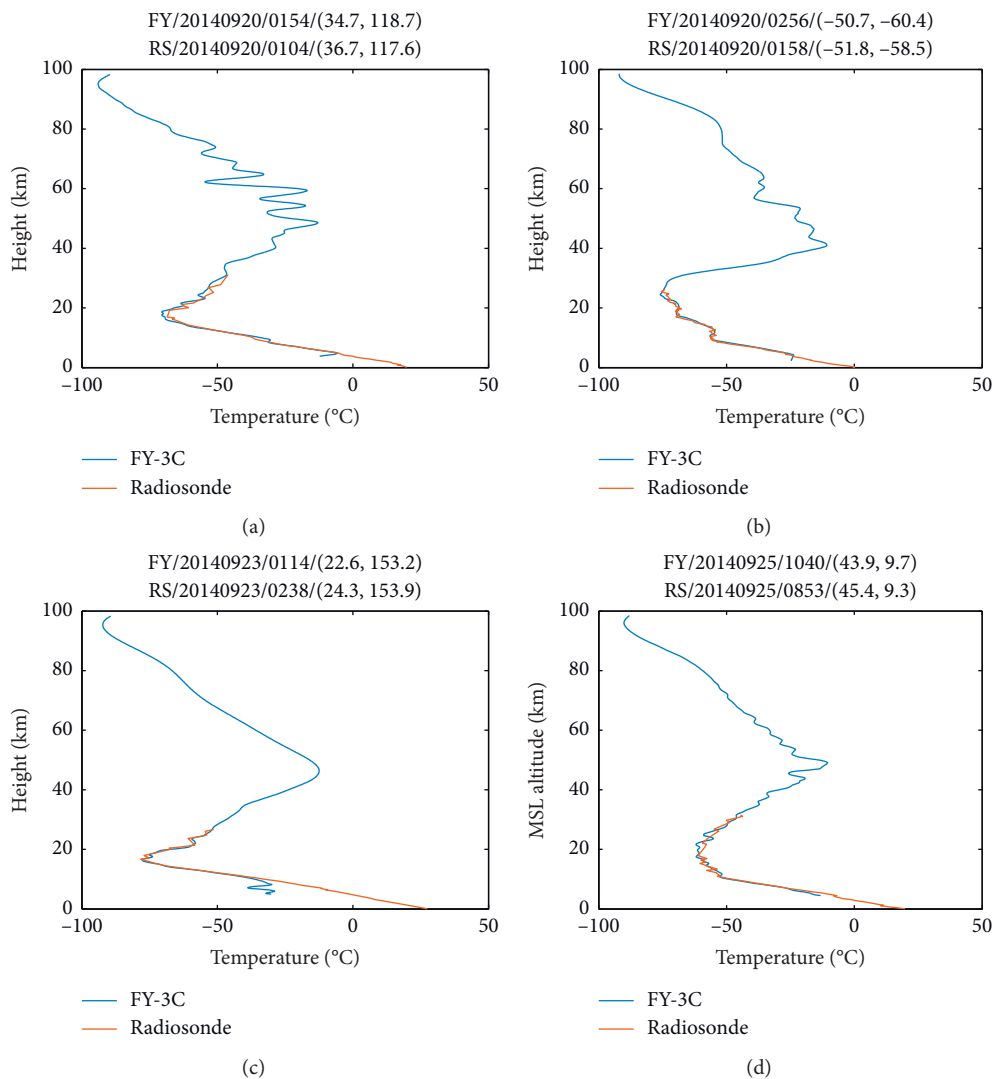 FY/20140920/0154/(34.7, 118.7)
RS/20140920/0104/(36.7, 117.6)
100
80
60
40
20
0
Height (km)
–100
–50
0
50
Temperature (°C)
FY-3C
Radiosonde
(a)
FY/20140920/0256/(–50.7, –60.4)
RS/20140920/0158/(–51.8, –58.5)
100
80
60
40
20
0
Height (km)
–100
–50
0
50
Temperature (°C)
FY-3C
Radiosonde
(b)
FY/20140923/0114/(22.6, 153.2)
RS/20140923/0238/(24.3, 153.9)
100
80
60
40
20
0
Height (km)
–100
–50
0
50
Temperature (°C)
FY-3C
Radiosonde
(c)
FY/20140925/1040/(43.9, 9.7)
RS/20140925/0853/(45.4, 9.3)
100
80
60
40
20
0
MSL altitude (km)
–100
–50
0
50
Temperature (°C)
FY-3C
Radiosonde
(d)